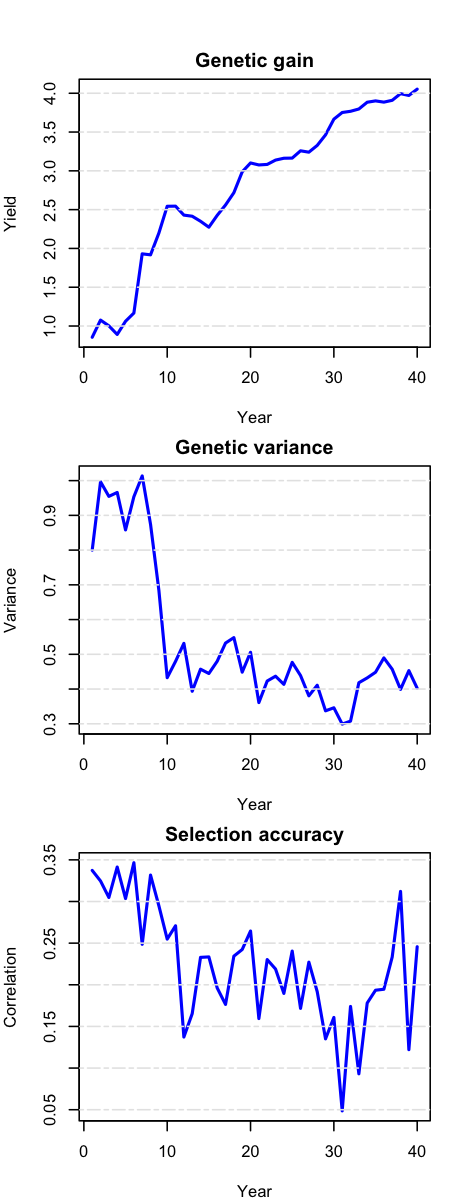 Genetic gain
Yield
4.0
3.5
3.0
2.5
2.0
1.5
1.0
0 10 20 30 40
Year
Genetic variance
Variance
0.9
0.7
0.5
0.3
0 10 20 30 40
Year
Selection accuracy
Correlation
0.35
0.25
0.15
0.05
0 10 20 30 40
Year